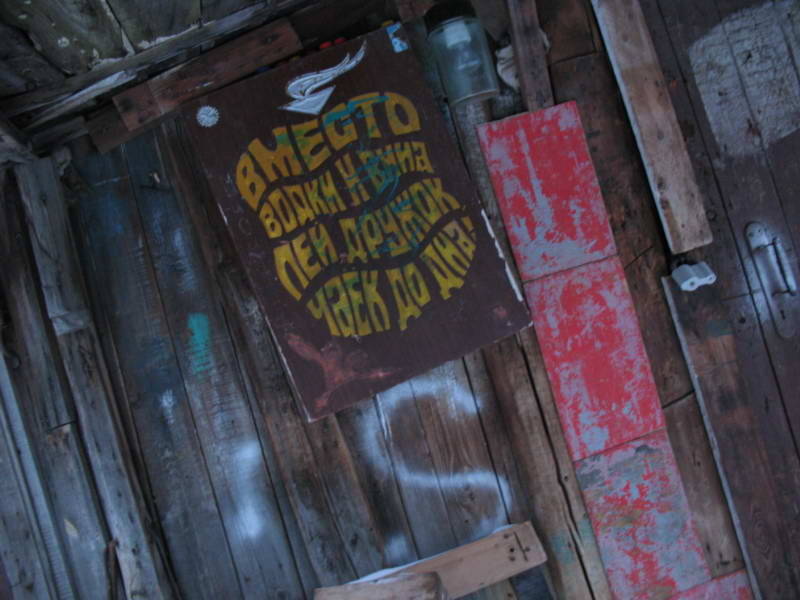 ВМЕСТО
ВОДКИ И ВИНА
ПЕЙ ДРУЖОК
ЧАЕК ДО ДНА!